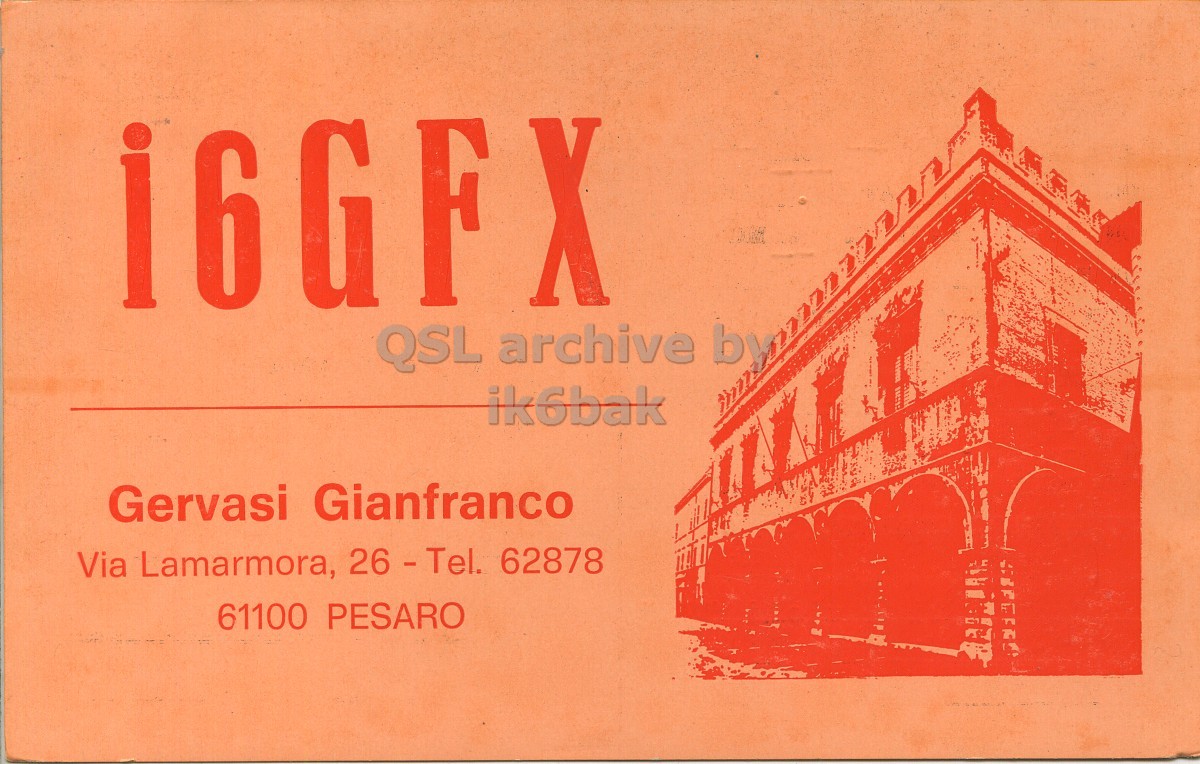 i6GFX
QSL archive by
ik6bak
Gervasi Gianfranco
Via Lamarmora, 26 - Tel. 62878
61100 PESARO